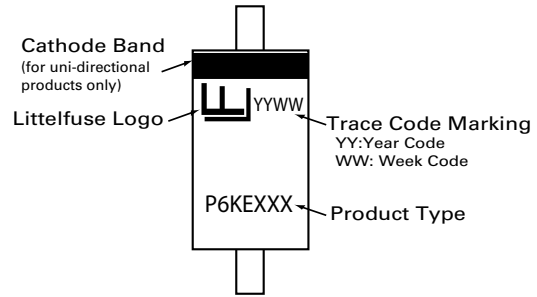 Cathode Band
(for uni-directional
products only)
Littelfuse Logo
YYWW
Trace Code Marking
YY:Year Code
WW: Week Code
P6KEXXX
Product Type